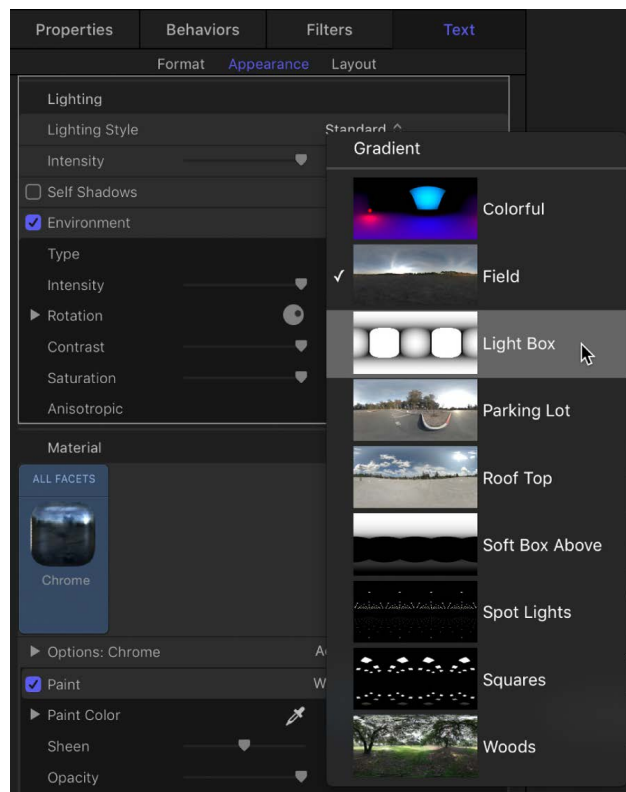 Properties Behaviors Filters Text
Format Appearance Layout
Lighting
Lighting Style Standard
Intensity
Self Shadows
Environment
Type
Intensity
Rotation
Contrast
Saturation
Anisotropic
Gradient
Colorful
Field
Light Box
Parking Lot
Roof Top
Soft Box Above
Spot Lights
Squares
Woods
Material
ALL FACETS
Chrome
Options: Chrome
Paint
Paint Color
Sheen
Opacity